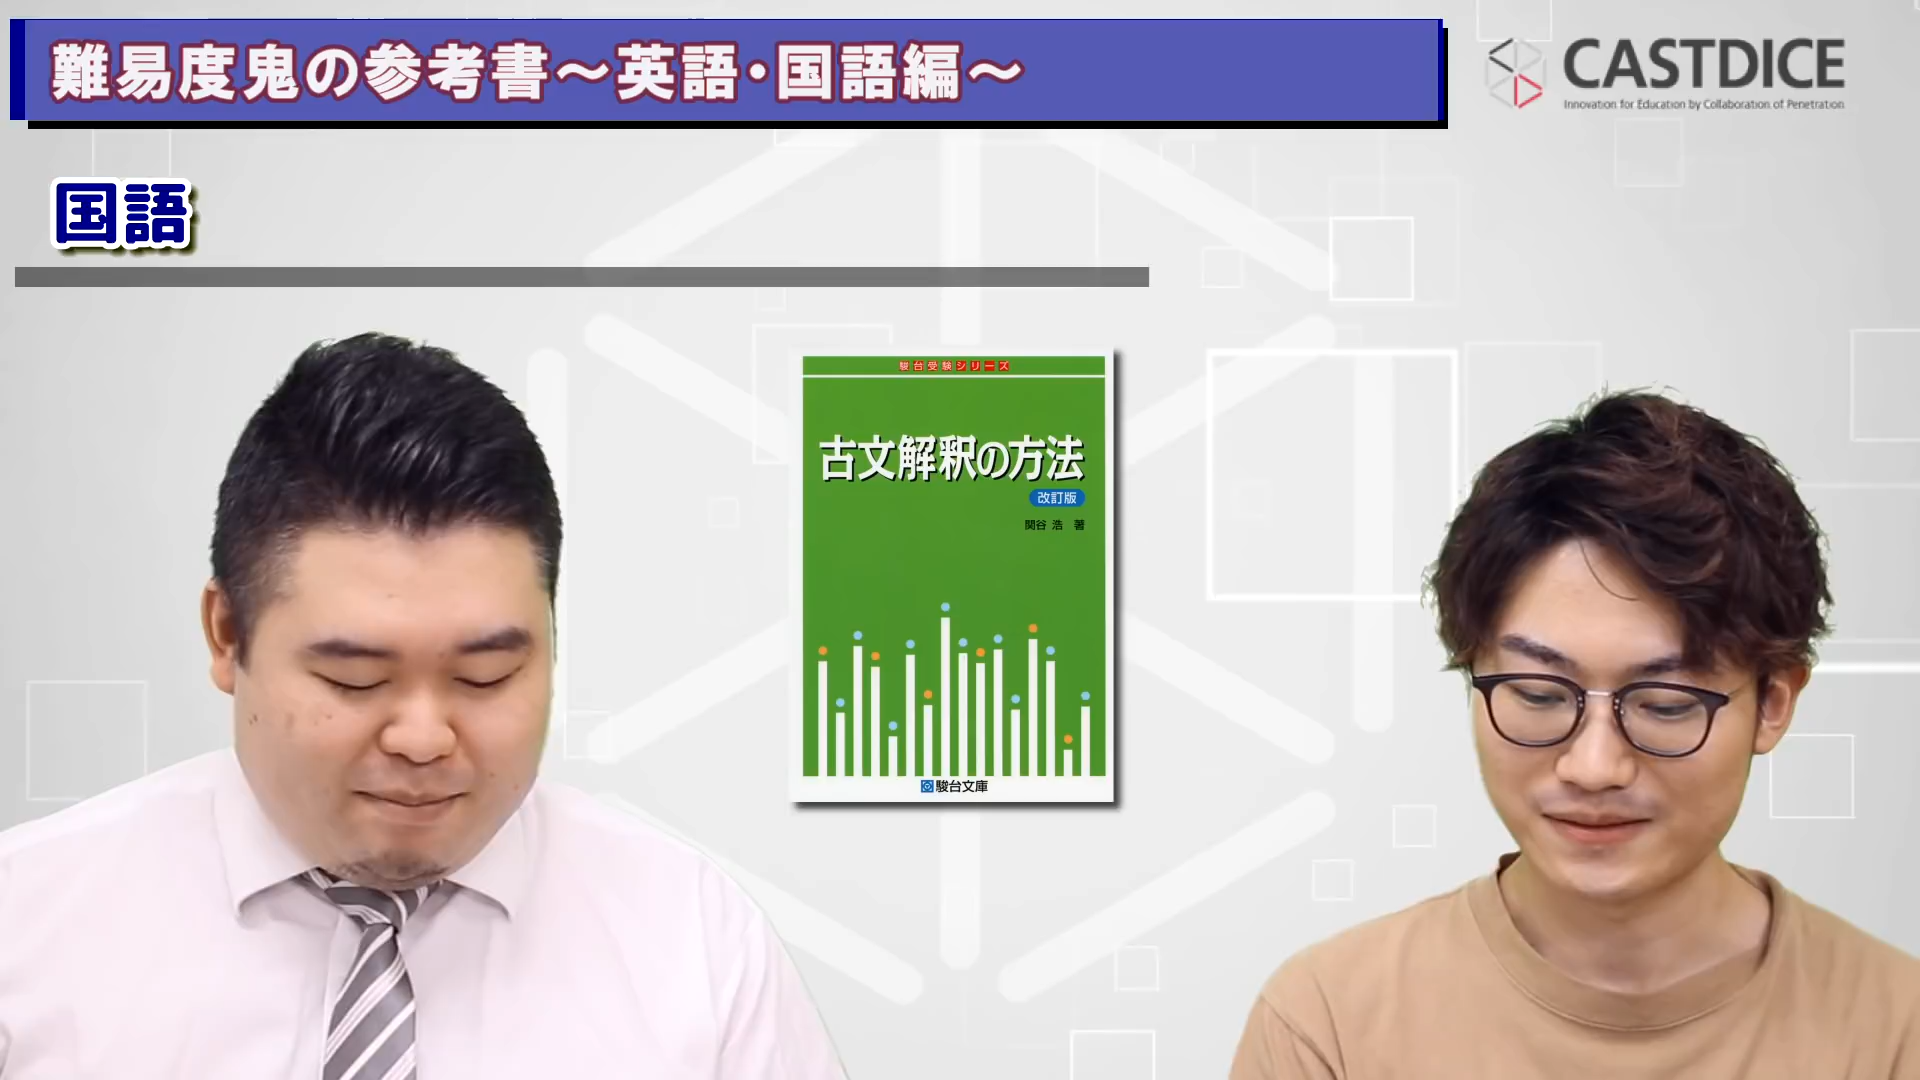 難易度鬼の参考書～英語・国語編～
CASTDICE
Innovation for Education by Collaboration of Penetration
国語
駿台受験シリーズ
古文解釈の方法
改訂版
関谷 浩 著
駿台文庫